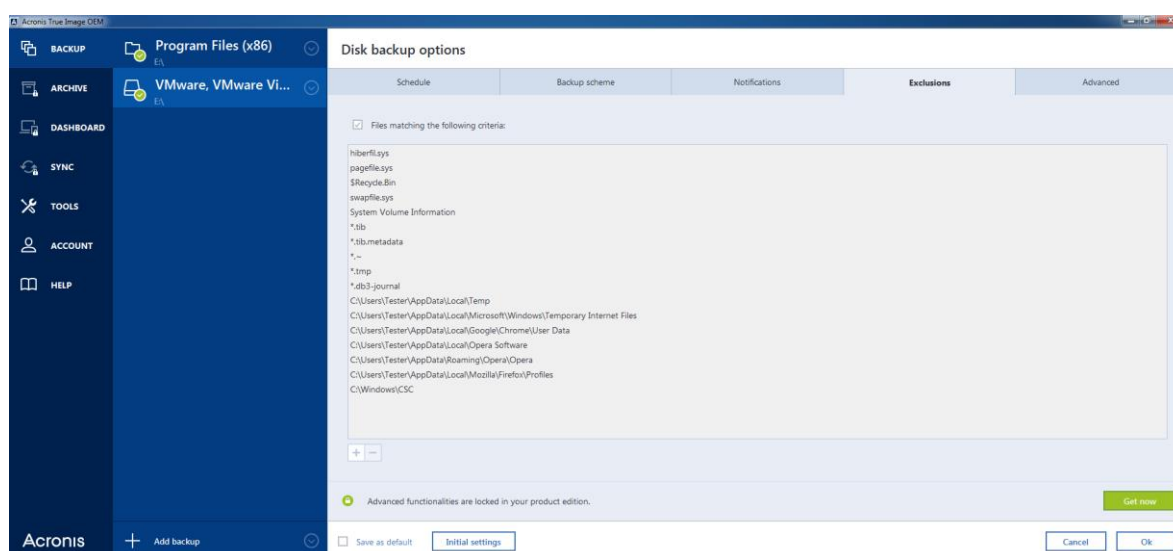 Acronis True Image OEM
BACKUP
ARCHIVE
DASHBOARD
SYNC
TOOLS
ACCOUNT
HELP
Acronis
Program Files (x86)
E:\
VMware, VMware Vi...
E:\
Add backup
Disk backup options
Schedule
Backup scheme
Notifications
Exclusions
Advanced
Files matching the following criteria:
hiberfil.sys
pagefile.sys
$Recycle.Bin
swapfile.sys
System Volume Information
*.tib
*.tib.metadata
*.~
*.tmp
*.db3-journal
C:\Users\Tester\AppData\Local\Temp
C:\Users\Tester\AppData\Local\Microsoft\Windows\Temporary Internet Files
C:\Users\Tester\AppData\Local\Google\Chrome\User Data
C:\Users\Tester\AppData\Local\Opera Software
C:\Users\Tester\AppData\Roaming\Opera\Opera
C:\Users\Tester\AppData\Local\Mozilla\Firefox\Profiles
C:\Windows\CSC
Advanced functionalities are locked in your product edition.
Get now
Save as default
Initial settings
Cancel
Ok